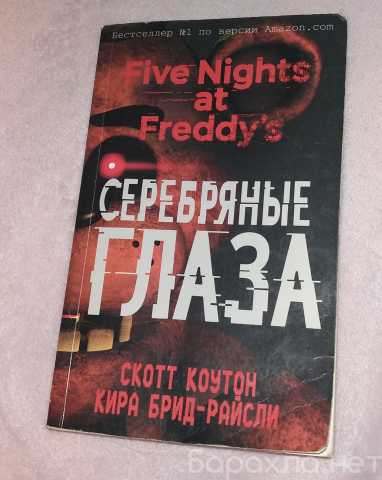 Бестселлер №1 по версии Amazon.com
Five Nights
at
Freddy's
СЕРЕБРЯНЫЕ
ГЛАЗА
СКОТТ КОУТОН
КИРА БРИД-РАЙСЛИ
Барахла.нет